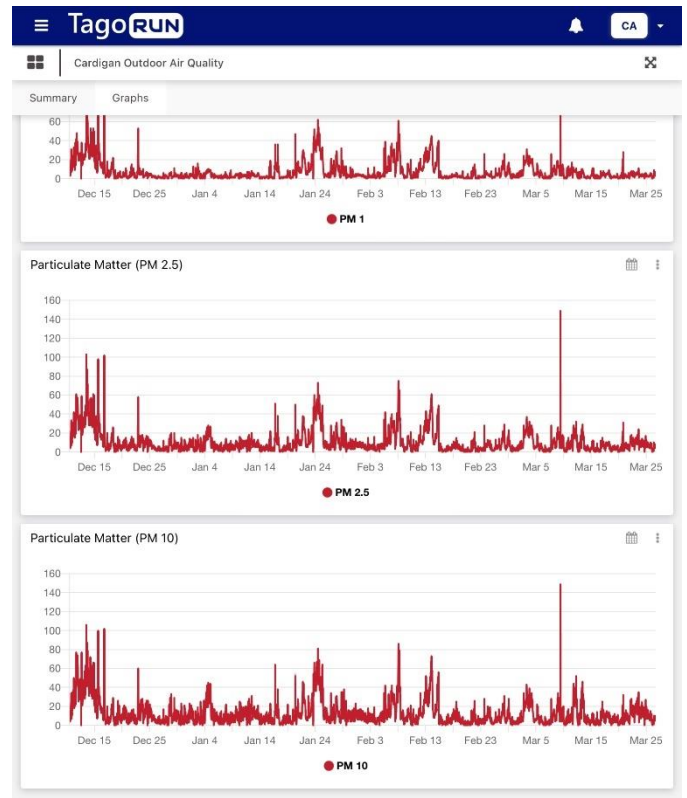 TagoRUN
CA
Cardigan Outdoor Air Quality
Summary Graphs
60
40
20
0
Dec 15 Dec 25 Jan 4 Jan 14 Jan 24 Feb 3 Feb 13 Feb 23 Mar 5 Mar 15 Mar 25
PM 1
Particulate Matter (PM 2.5)
160
140
120
100
80
60
40
20
0
Dec 15 Dec 25 Jan 4 Jan 14 Jan 24 Feb 3 Feb 13 Feb 23 Mar 5 Mar 15 Mar 25
PM 2.5
Particulate Matter (PM 10)
160
140
120
100
80
60
40
20
0
Dec 15 Dec 25 Jan 4 Jan 14 Jan 24 Feb 3 Feb 13 Feb 23 Mar 5 Mar 15 Mar 25
PM 10